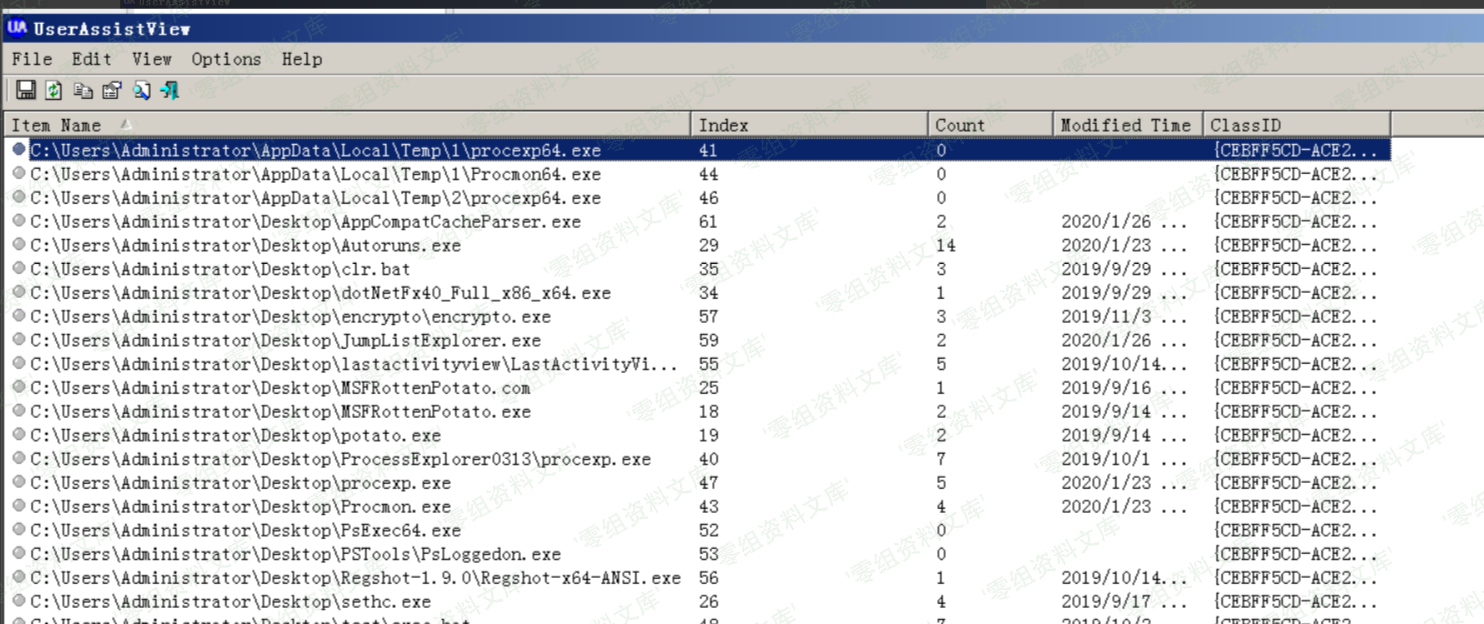 UserAssistView
File Edit View Options Help
Item Name Index Count Modified Time ClassID
C:\Users\Administrator\AppData\Local\Temp\1\procexp64.exe 41 0 {CEBFF5CD-ACE2...
C:\Users\Administrator\AppData\Local\Temp\1\Procmon64.exe 44 0 {CEBFF5CD-ACE2...
C:\Users\Administrator\AppData\Local\Temp\2\procexp64.exe 46 0 {CEBFF5CD-ACE2...
C:\Users\Administrator\Desktop\AppCompatCacheParser.exe 61 2 2020/1/26 ... {CEBFF5CD-ACE2...
C:\Users\Administrator\Desktop\Autoruns.exe 29 14 2020/1/23 ... {CEBFF5CD-ACE2...
C:\Users\Administrator\Desktop\clr.bat 35 3 2019/9/29 ... {CEBFF5CD-ACE2...
C:\Users\Administrator\Desktop\dotNetFx40_Full_x86_x64.exe 34 1 2019/9/29 ... {CEBFF5CD-ACE2...
C:\Users\Administrator\Desktop\encrypto\encrypto.exe 57 3 2019/11/3 ... {CEBFF5CD-ACE2...
C:\Users\Administrator\Desktop\JumpListExplorer.exe 59 2 2020/1/26 ... {CEBFF5CD-ACE2...
C:\Users\Administrator\Desktop\lastactivityview\LastActivityVi... 55 5 2019/10/14... {CEBFF5CD-ACE2...
C:\Users\Administrator\Desktop\MSFRottenPotato.com 25 1 2019/9/16 ... {CEBFF5CD-ACE2...
C:\Users\Administrator\Desktop\MSFRottenPotato.exe 18 2 2019/9/14 ... {CEBFF5CD-ACE2...
C:\Users\Administrator\Desktop\potato.exe 19 2 2019/9/14 ... {CEBFF5CD-ACE2...
C:\Users\Administrator\Desktop\ProcessExplorer0313\procexp.exe 40 7 2019/10/1 ... {CEBFF5CD-ACE2...
C:\Users\Administrator\Desktop\procexp.exe 47 5 2020/1/23 ... {CEBFF5CD-ACE2...
C:\Users\Administrator\Desktop\Procmon.exe 43 4 2020/1/23 ... {CEBFF5CD-ACE2...
C:\Users\Administrator\Desktop\PsExec64.exe 52 0 {CEBFF5CD-ACE2...
C:\Users\Administrator\Desktop\PSTools\PsLoggedon.exe 53 0 {CEBFF5CD-ACE2...
C:\Users\Administrator\Desktop\Regshot-1.9.0\Regshot-x64-ANSI.exe 56 1 2019/10/14... {CEBFF5CD-ACE2...
C:\Users\Administrator\Desktop\sethc.exe 26 4 2019/9/17 ... {CEBFF5CD-ACE2...
零组资料文库